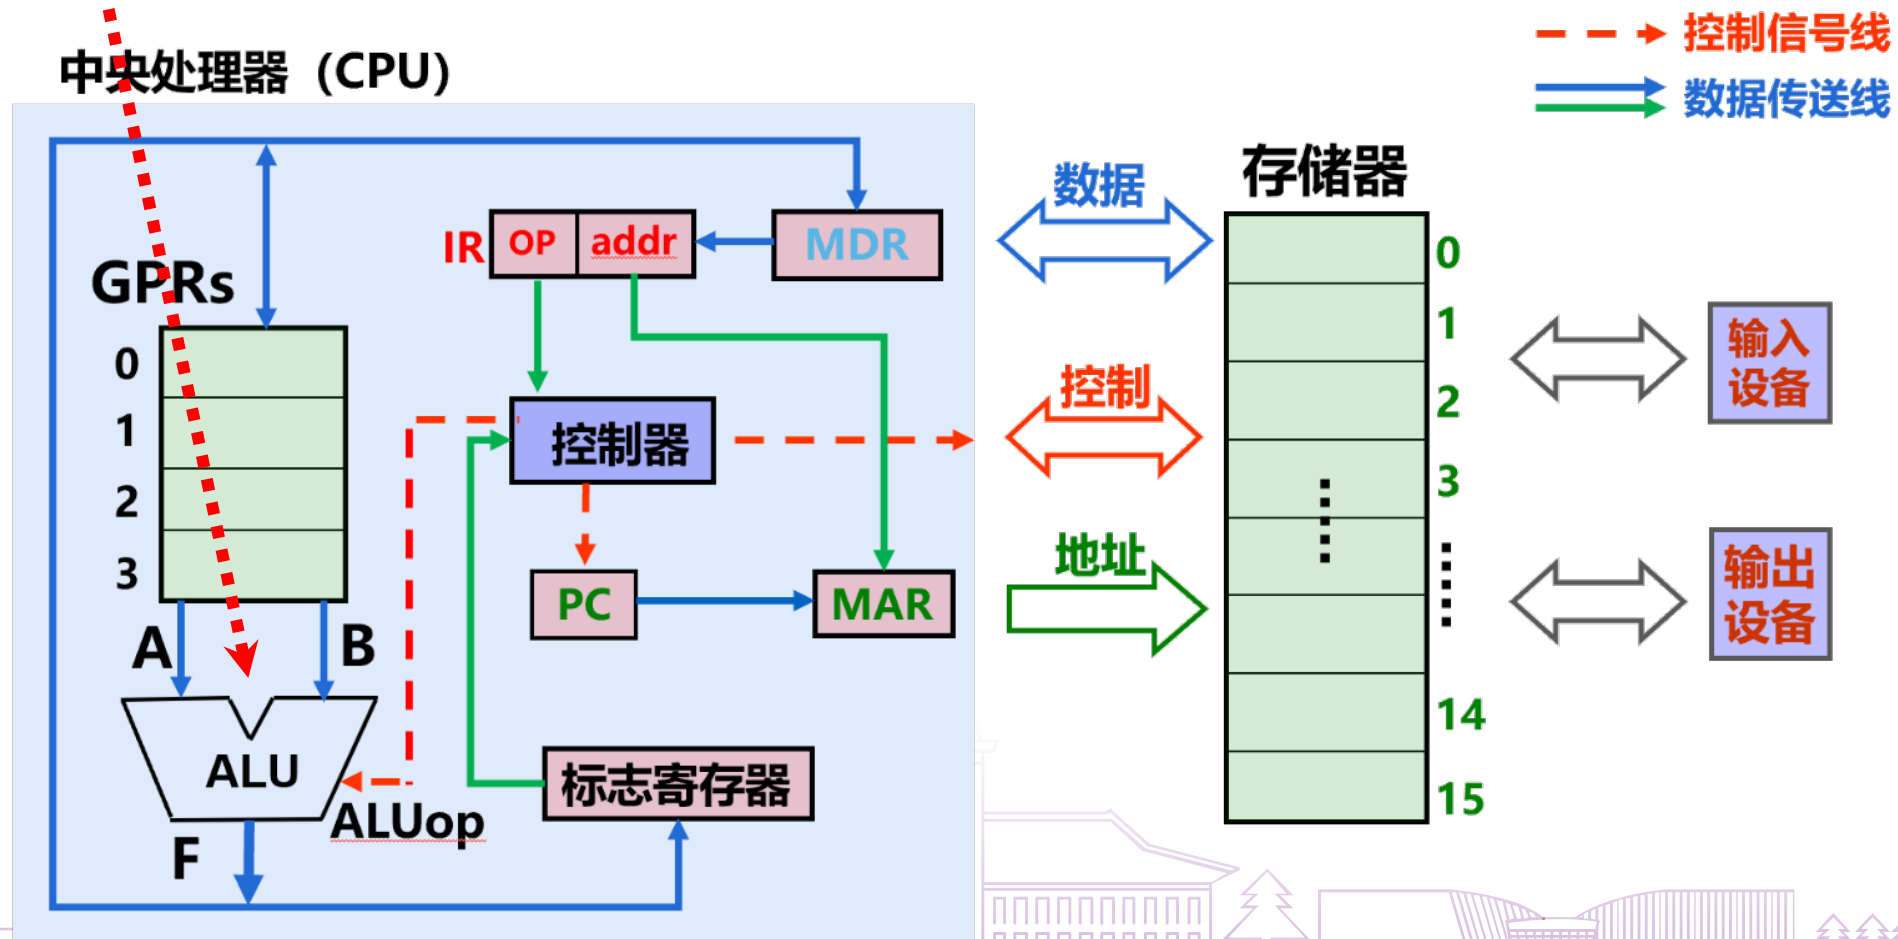 控制信号线
数据传送线
中央处理器（CPU）
数据
存储器
IR
OP
addr
MDR
GPRs
0
1
2
3
控制器
控制
PC
MAR
地址
A
B
ALU
ALUop
F
标志寄存器
0
1
2
3
14
15
输入
设备
输出
设备